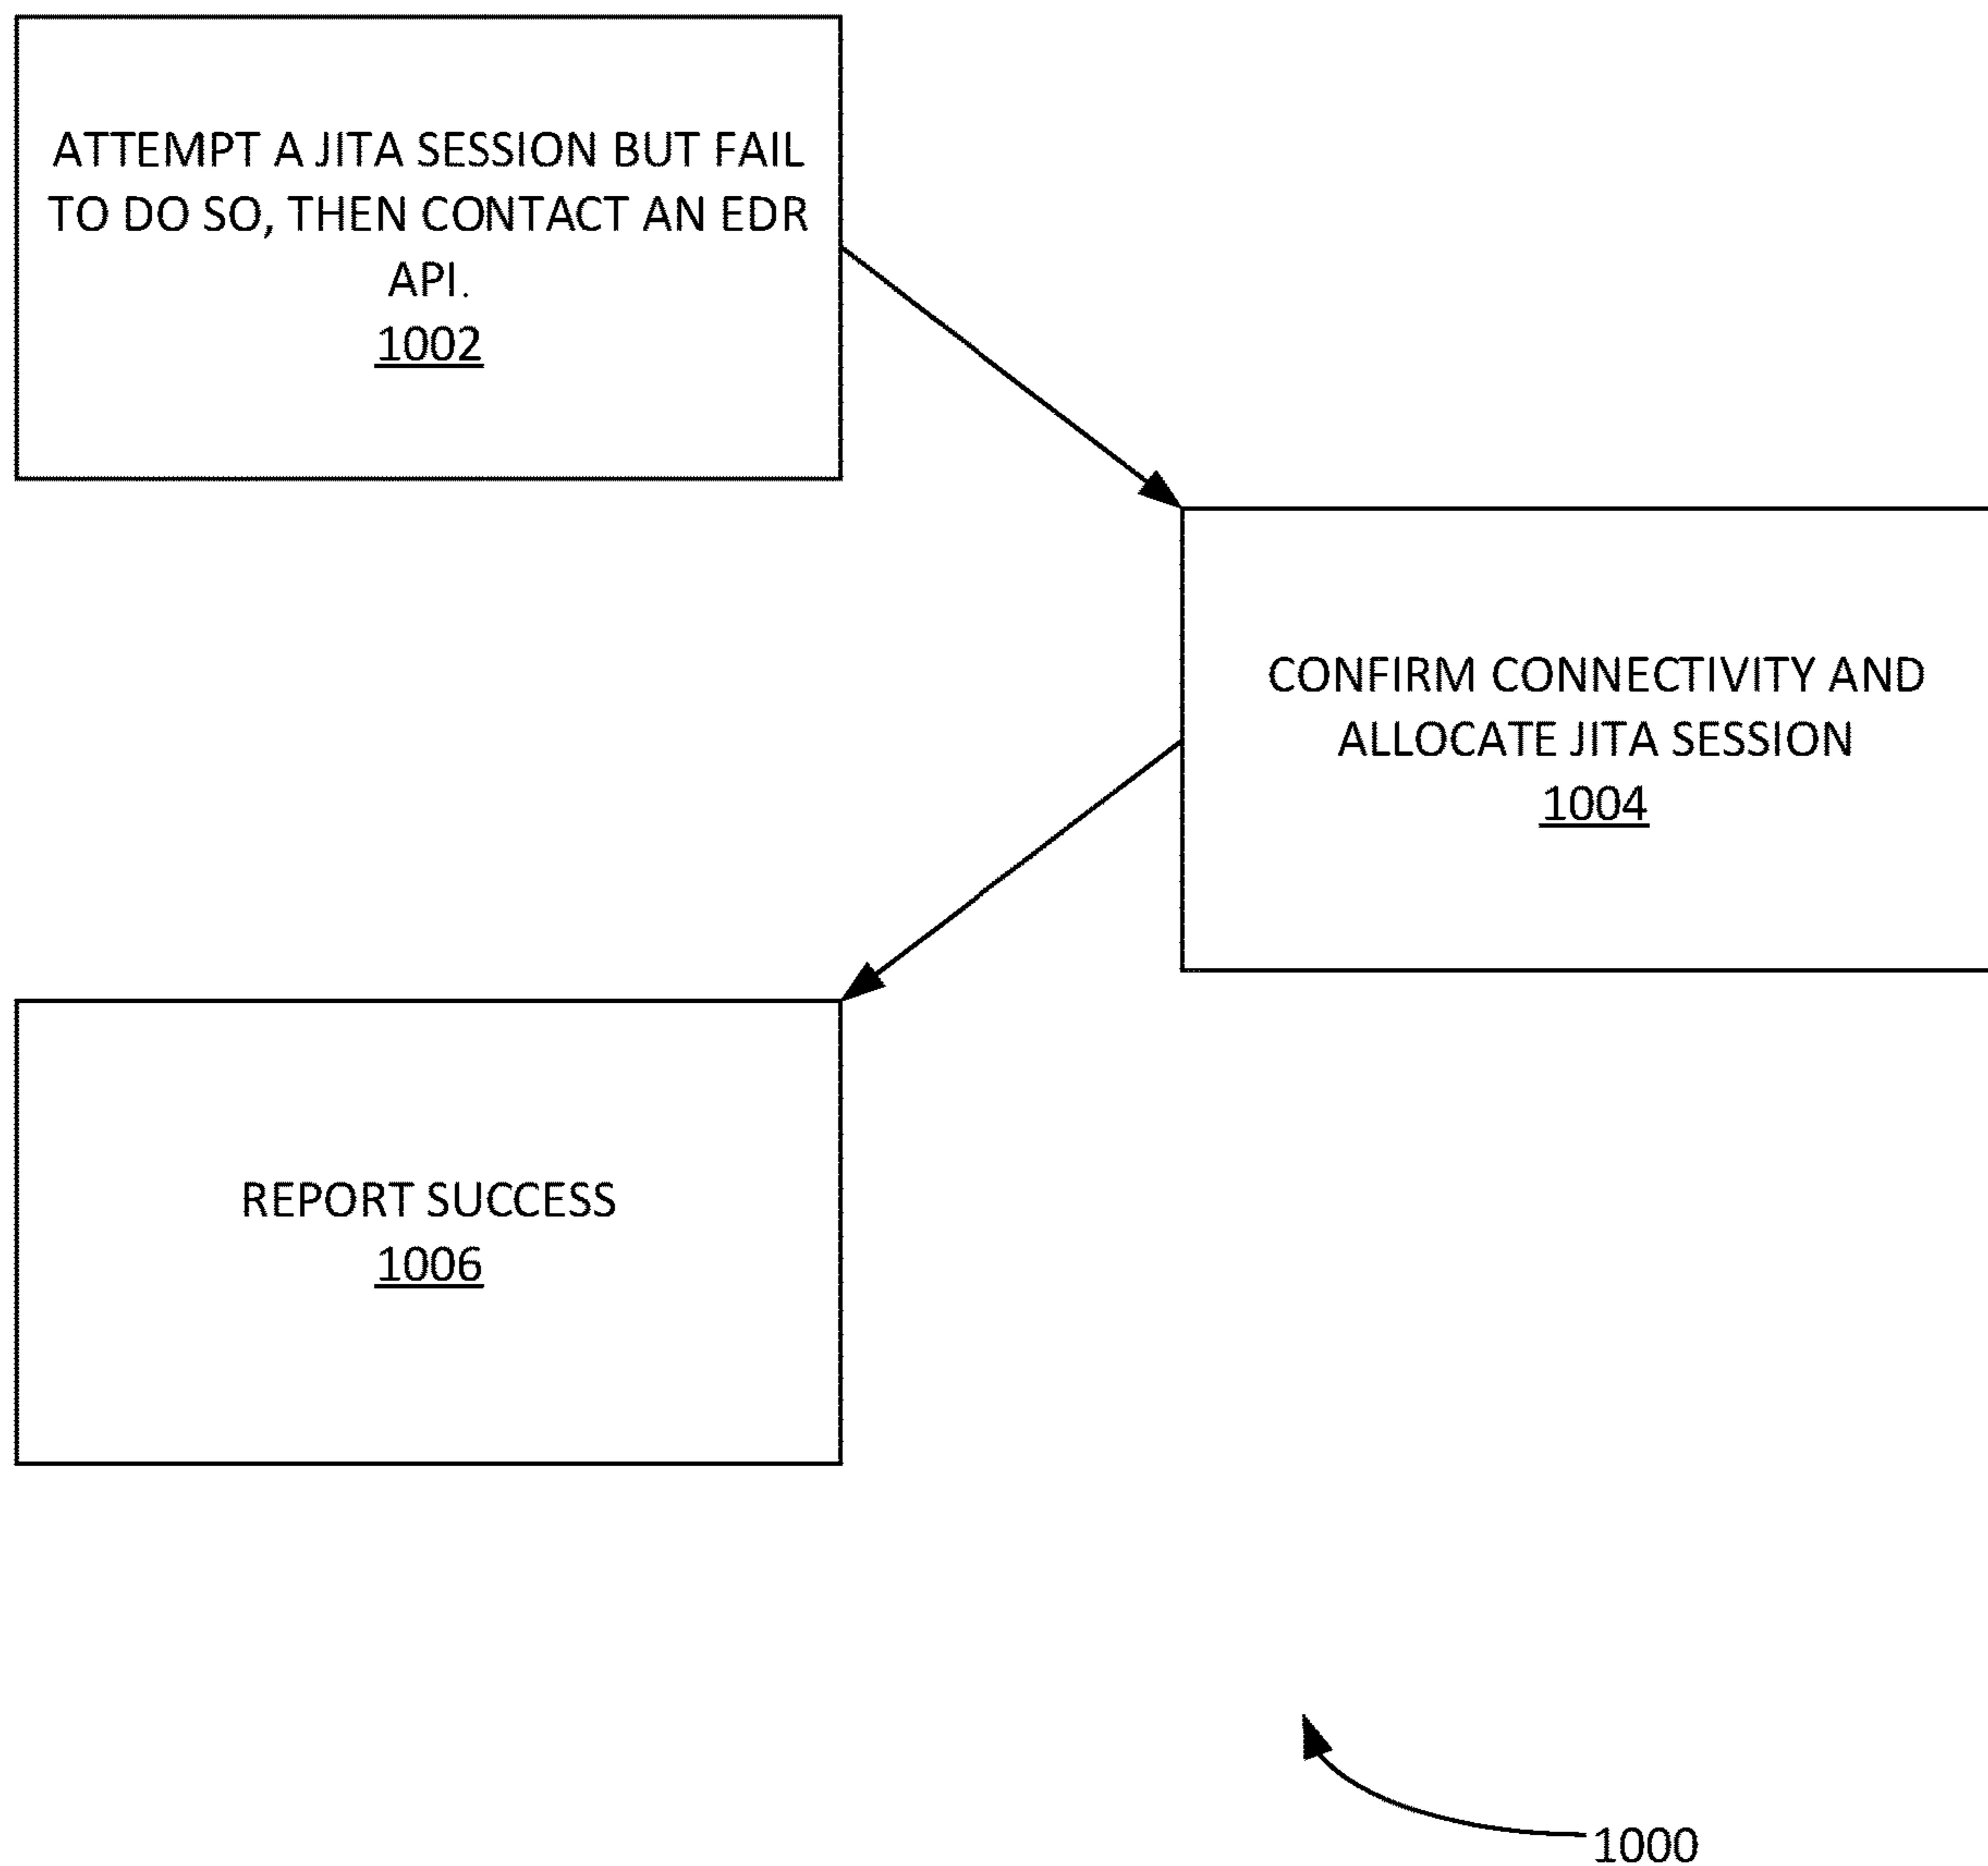 ATTEMPT A JITA SESSION BUT FAIL
TO DO SO, THEN CONTACT AN EDR
API.
1002
CONFIRM CONNECTIVITY AND
ALLOCATE JITA SESSION
1004
REPORT SUCCESS
1006
1000